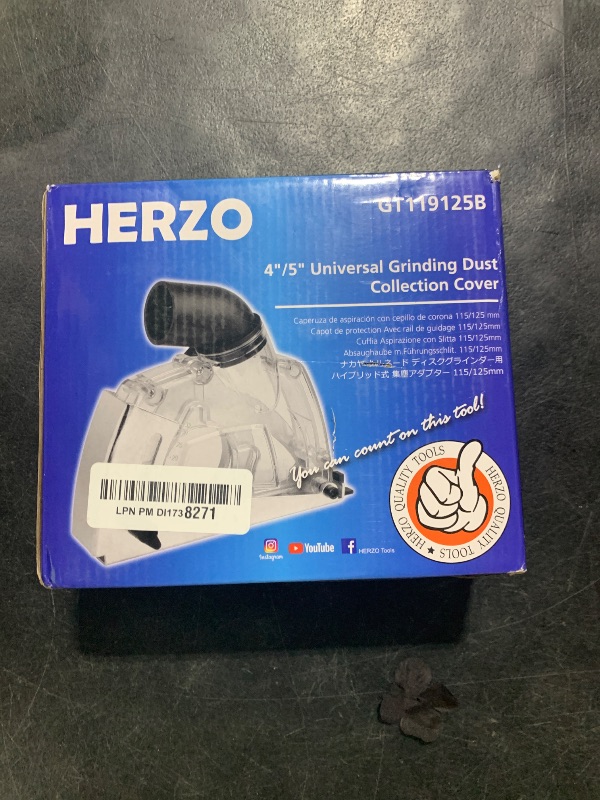 HERZO
GT119125B
4"/5" Universal Grinding Dust
Collection Cover
Caperuza de aspiración con cepillo de corona 115/125 mm
Capot de protection Avec rail de guidage 115/125mm
Cuffia Aspirazione con Slitta 115/125mm
Absaughaube m.Führungsschlit. 115/125mm
ディスクグラインダー用
ハイブリッド式 集塵アダプター 115/125mm
You can count on this tool!
HERZO QUALITY TOOLS ★ HERZO QUALITY TOOLS
LPN PM DI1738271
Instagram
YouTube
HERZO Tools